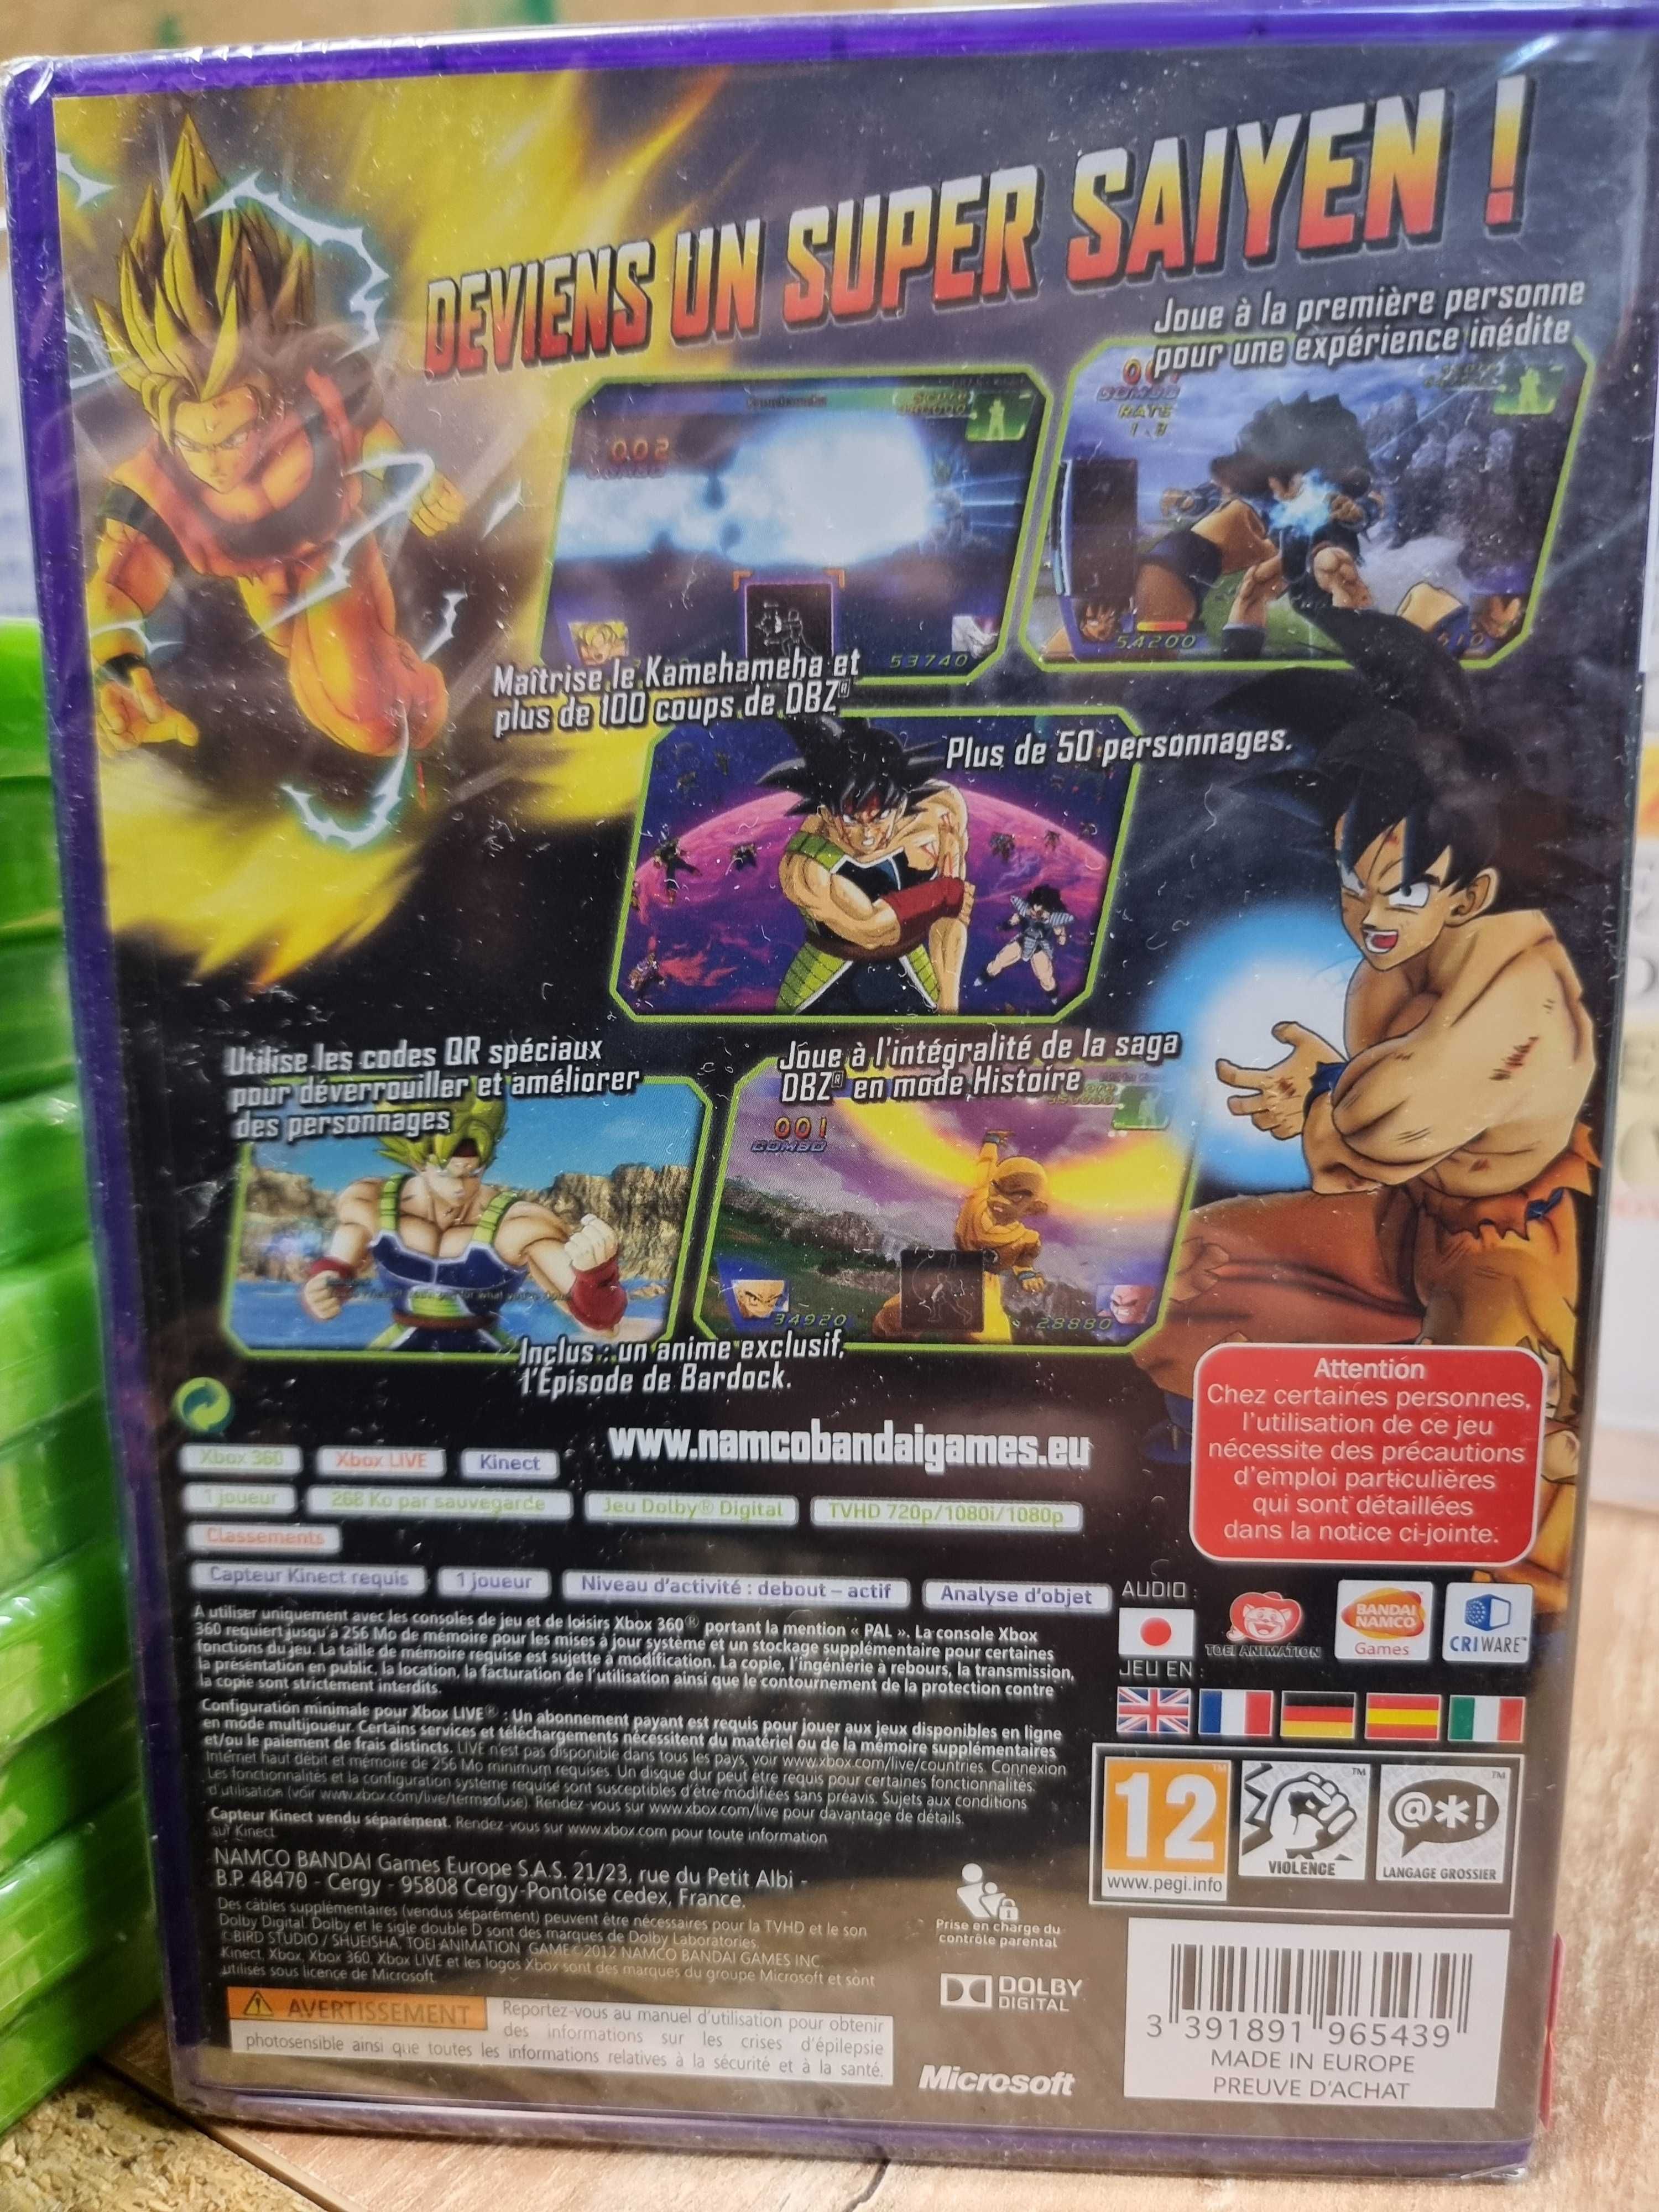 DEVIENS UN SUPER SAIYEN !
Joue à la première personne
pour une expérience inédite
002
COMBO
53740
RATE
54200
Maîtrise le Kamehameha et
plus de 100 coups de DBZ®
Plus de 50 personnages.
Utilise les codes QR spéciaux
pour déverrouiller et améliorer
des personnages
Joue à l'intégralité de la saga
DBZ® en mode Histoire
001
COMBO
34920
28880
Inclus : un anime exclusif,
l'Épisode de Bardock.
www.namcobandaigames.eu
Attention
Chez certaines personnes,
l'utilisation de ce jeu
nécessite des précautions
d'emploi particulières
qui sont détaillées
dans la notice ci-jointe.
Xbox 360 Xbox LIVE Kinect
1 joueur 268 Ko par sauvegarde Jeu Dolby® Digital TVHD 720p/1080i/1080p
Classements
Capteur Kinect requis 1 joueur Niveau d'activité : debout – actif Analyse d'objet
AUDIO :
TOEI ANIMATION
BANDAI
NAMCO
Games
CRIWARE™
JEU EN :
À utiliser uniquement avec les consoles de jeu et de loisirs Xbox 360® portant la mention « PAL ». La console Xbox
360 requiert jusqu'à 256 Mo de mémoire pour les mises à jour système et un stockage supplémentaire pour certaines
fonctions du jeu. La taille de mémoire requise est sujette à modification. La copie, l'ingénierie à rebours, la transmission,
la présentation en public, la location, la facturation de l'utilisation ainsi que le contournement de la protection contre
la copie sont strictement interdits.
Configuration minimale pour Xbox LIVE® : Un abonnement payant est requis pour jouer aux jeux disponibles en ligne
en mode multijoueur. Certains services et téléchargements nécessitent du matériel ou de la mémoire supplémentaires
et/ou le paiement de frais distincts. LIVE n'est pas disponible dans tous les pays, voir www.xbox.com/live/countries. Connexion
Internet haut débit et mémoire de 256 Mo minimum requises. Un disque dur peut être requis pour certaines fonctionnalités.
Les fonctionnalités et la configuration système requise sont susceptibles d'être modifiées sans préavis. Sujets aux conditions
d'utilisation (voir www.xbox.com/live/termsofuse). Rendez-vous sur www.xbox.com/live pour davantage de détails.
Capteur Kinect vendu séparément. Rendez-vous sur www.xbox.com pour toute information
sur Kinect.
NAMCO BANDAI Games Europe S.A.S. 21/23, rue du Petit Albi -
B.P. 48470 - Cergy - 95808 Cergy-Pontoise cedex, France.
Des câbles supplémentaires (vendus séparément) peuvent être nécessaires pour la TVHD et le son
Dolby Digital. Dolby et le sigle double D sont des marques de Dolby Laboratories.
©BIRD STUDIO / SHUEISHA, TOEI ANIMATION GAME© 2012 NAMCO BANDAI GAMES INC.
Kinect, Xbox, Xbox 360, Xbox LIVE et les logos Xbox sont des marques du groupe Microsoft et sont
utilisés sous licence de Microsoft.
12
www.pegi.info
VIOLENCE
@*!
LANGAGE GROSSIER
Prise en charge du
contrôle parental
DOLBY
DIGITAL
AVERTISSEMENT Reportez-vous au manuel d'utilisation pour obtenir
des informations sur les crises d'épilepsie
photosensible ainsi que toutes les informations relatives à la sécurité et à la santé.
Microsoft
3 391891 965439
MADE IN EUROPE
PREUVE D'ACHAT